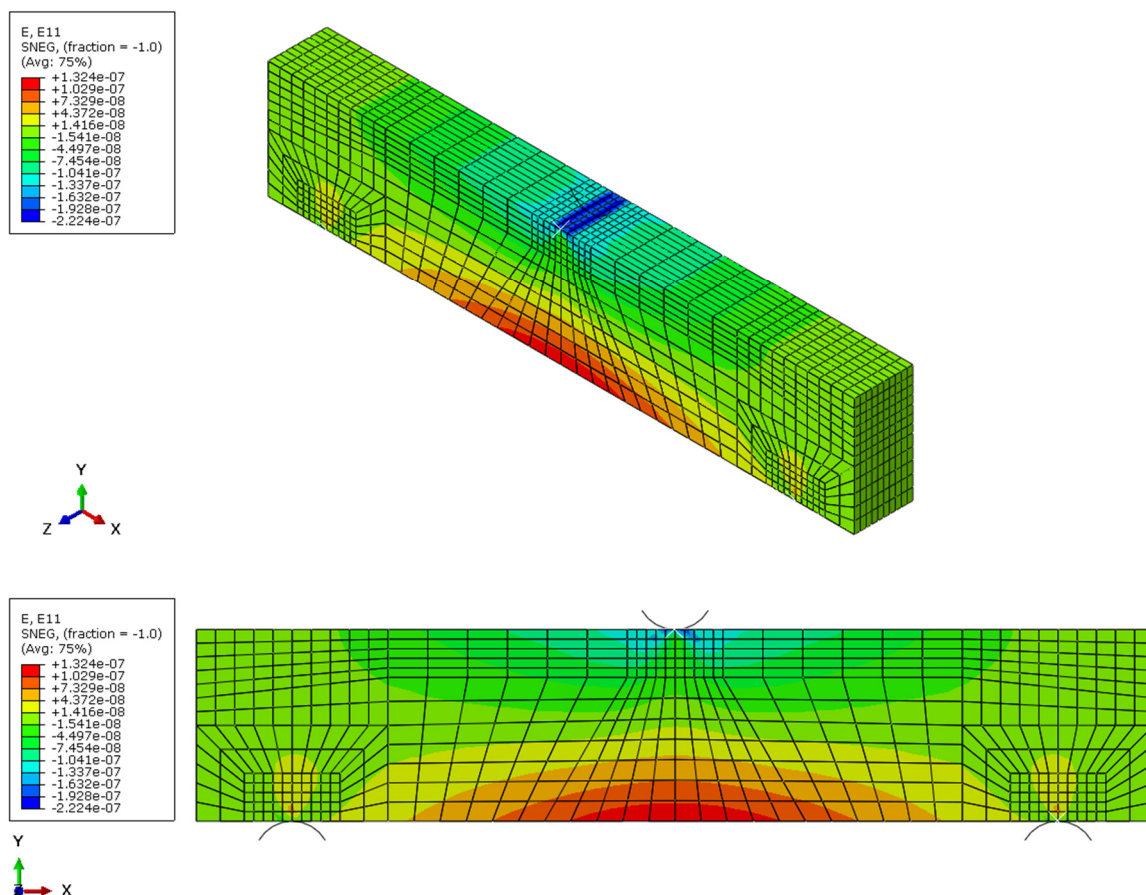 E, E11
SNEG, (fraction = -1.0)
(Avg: 75%)
+1.324e-07
+1.029e-07
+7.329e-08
+4.372e-08
+1.416e-08
-1.541e-08
-4.497e-08
-7.454e-08
-1.041e-07
-1.337e-07
-1.632e-07
-1.928e-07
-2.224e-07
Y
Z
X
E, E11
SNEG, (fraction = -1.0)
(Avg: 75%)
+1.324e-07
+1.029e-07
+7.329e-08
+4.372e-08
+1.416e-08
-1.541e-08
-4.497e-08
-7.454e-08
-1.041e-07
-1.337e-07
-1.632e-07
-1.928e-07
-2.224e-07
Y
X